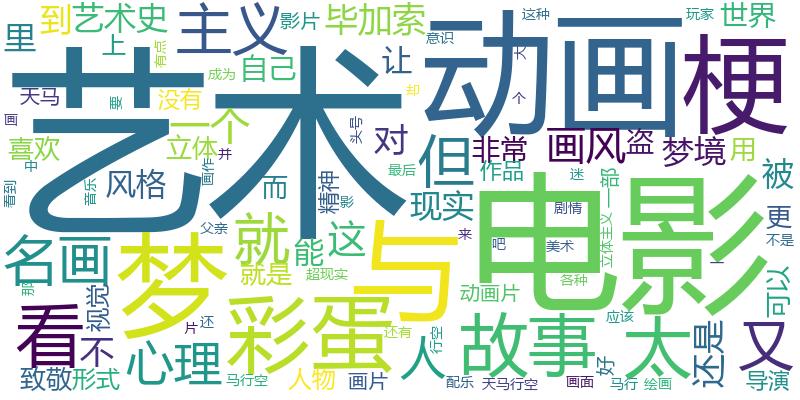 里
到
艺术史
上
有点
主义
影片
毕加索
意识
这种
玩家
世界
动画
梗
艺术
天马
要
成为
自己
让
大
却
个
画
没有
一个
头号
喜欢
立体
并
对
但
非常
画风
盗
梦境
用
中
看到
音乐
风格
画作
而
精神
影
最后
现实
作品
迷
一部
被
电影
剧情
更
父亲
名画
梦
就
能
这
与
来
吧
美术
立体主义
一
不是
那
就是
超现实
彩蛋
动画片
各种
可以
看
视觉
片
还
还有
行空
故事
应该
太
还是
又
不
心理
人
好
致敬
形式
马行空
人物
画片
配乐
天马行空
画面
马行
绘画
导演